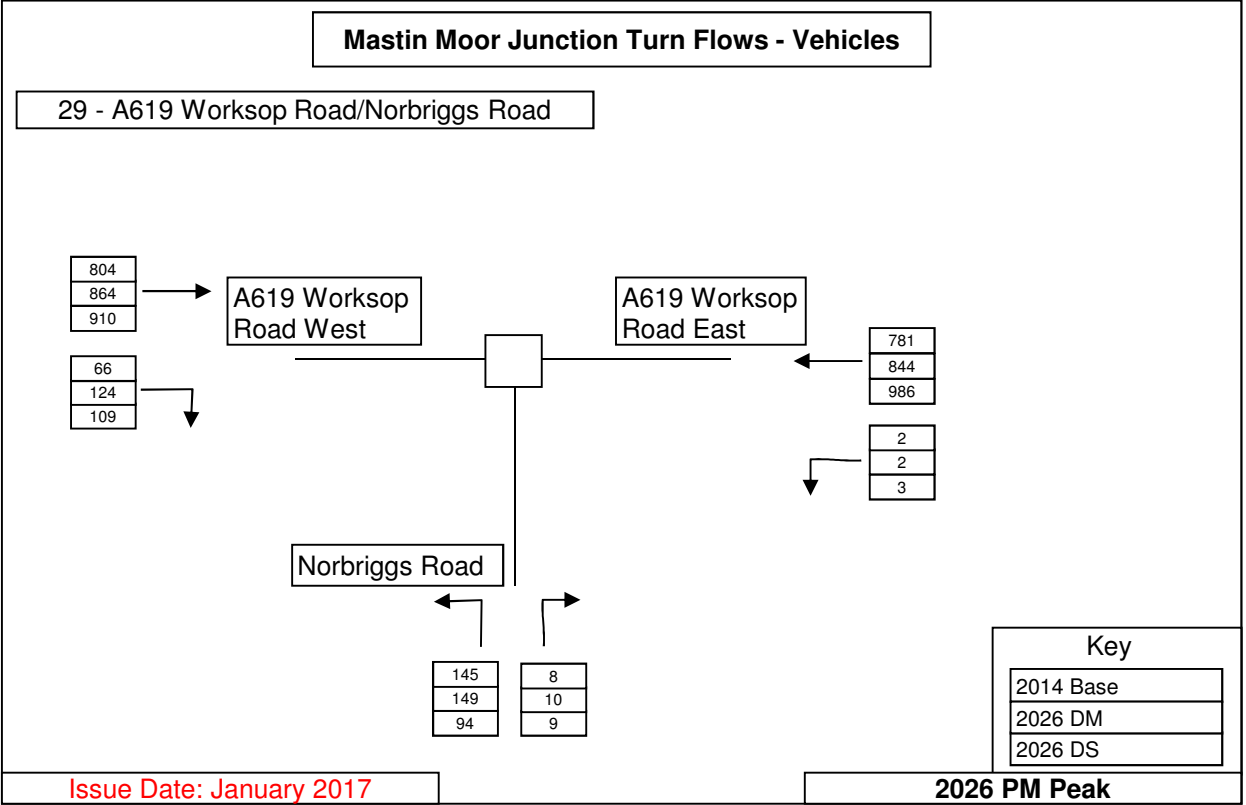 Mastin Moor Junction Turn Flows - Vehicles
29 - A619 Worksop Road/Norbriggs Road
804
864
910
A619 Worksop
Road West
A619 Worksop
Road East
66
124
109
781
844
986
2
2
3
Norbriggs Road
145
149
94
8
10
9
Key
2014 Base
2026 DM
2026 DS
Issue Date: January 2017
2026 PM Peak